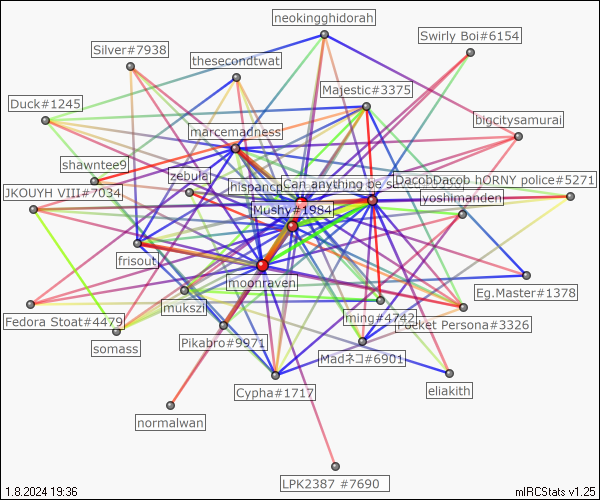 neokingghidorah
Swirly Boi#6154
Silver#7938
thesecondtwat
Majestic#3375
Duck#1245
bigcitysamurai
marcemadness
shawntee9
zebulaj
hispancp
Can anything be s
DacobDacob hORNY police#5271
JKOUYH VIII#7034
yoshimanden
Mushy#1984
frisout
moonraven
Eg.Master#1378
mukszi
ming#4742
Fedora Stoat#4479
Pocket Persona#3326
somass
Pikabro#9971
Madネコ#6901
Cypha#1717
eliakith
normalwan
LPK2387 #7690
1.8.2024 19:36
mIRCStats v1.25